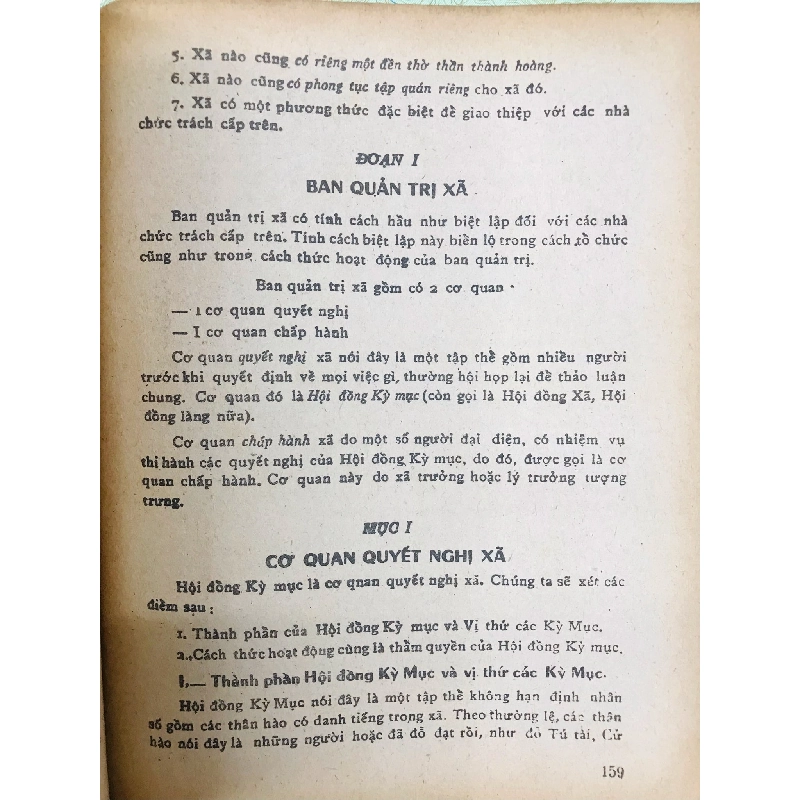 5. Xã nào cũng có riêng một đền thờ thần thành hoàng.
6. Xã nào cũng có phong tục tập quán riêng cho xã đó.
7. Xã có một phương thức đặc biệt để giao thiệp với các nhà
chức trách cấp trên.
ĐOẠN I
BAN QUẢN TRỊ XÃ
Ban quản trị xã có tính cách hầu như biệt lập đối với các nhà
chức trách cấp trên. Tính cách biệt lập này biển lộ trong cách tổ chức
cũng như trong cách thức hoạt động của ban quản trị.
Ban quản trị xã gồm có 2 cơ quan
— 1 cơ quan quyết nghị
— I cơ quan chấp hành
Cơ quan quyết nghị xã nói đây là một tập thể gồm nhiều người
trước khi quyết định về mọi việc gì, thường hội họp lại để thảo luận
chung. Cơ quan đó là Hội đồng Kỳ mục (còn gọi là Hội đồng Xã, Hội
đồng làng nữa).
Cơ quan chấp hành xã do một số người đại diện, có nhiệm vụ
thi hành các quyết nghị của Hội đồng Kỳ mục, do đó, được gọi là cơ
quan chấp hành. Cơ quan này do xã trưởng hoặc lý trưởng tượng
trưng.
MỤC I
CƠ QUAN QUYẾT NGHỊ XÃ
Hội đồng Kỳ mục là cơ qnan quyết nghị xã. Chúng ta sẽ xét các
điểm sau :
1. Thành phần của Hội đồng Kỳ mục và Vị thứ các Kỳ Mục.
2. Cách thức hoạt động cùng là thẩm quyền của Hội đồng Kỳ mục.
I.— Thành phần Hội đồng Kỳ Mục và vị thứ các Kỳ Mục.
Hội đồng Kỳ Mục nói đây là một tập thể không hạn định nhân
số gồm các thân hào có danh tiếng trong xã. Theo thường lệ, các thân
hào nói đây là những người hoặc đã đỗ đạt rồi, như đỗ Tú tài, Cử
159